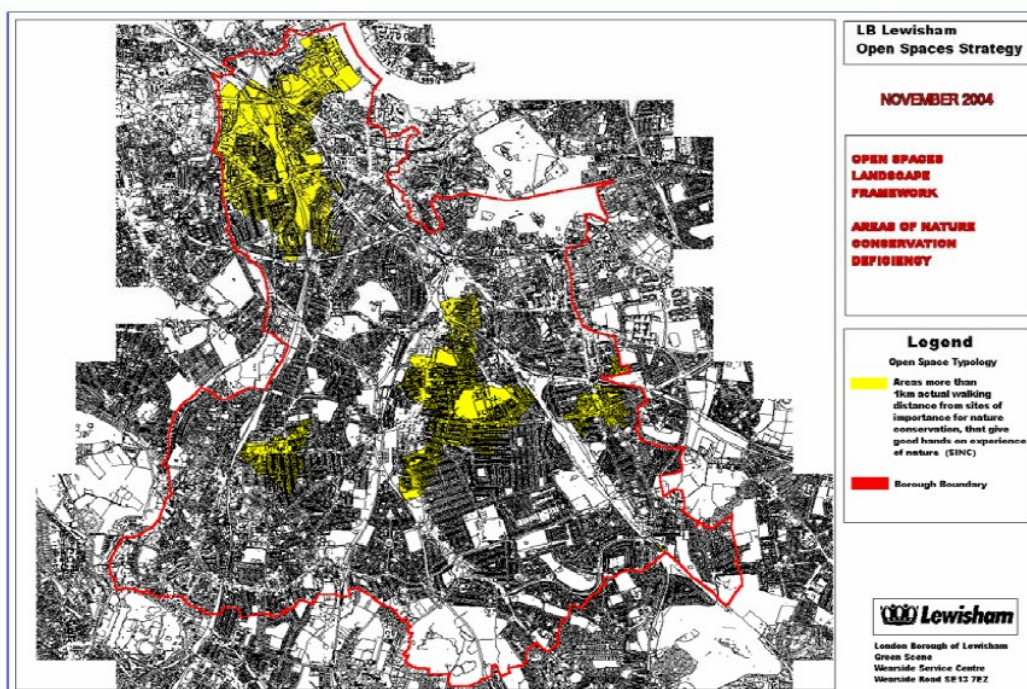 LB Lewisham
Open Spaces Strategy
NOVEMBER 2004
OPEN SPACES
LANDSCAPE
FRAMEWORK
AREAS OF NATURE
CONSERVATION
DEFICIENCY
Legend
Open Space Typology
Areas more than
1km actual walking
distance from sites of
importance for nature
conservation, that give
good hands on experience
of nature (SINC)
Borough Boundary
Lewisham
London Borough of Lewisham
Green Scene
Wearside Service Centre
Wearside Road SE13 7EZ